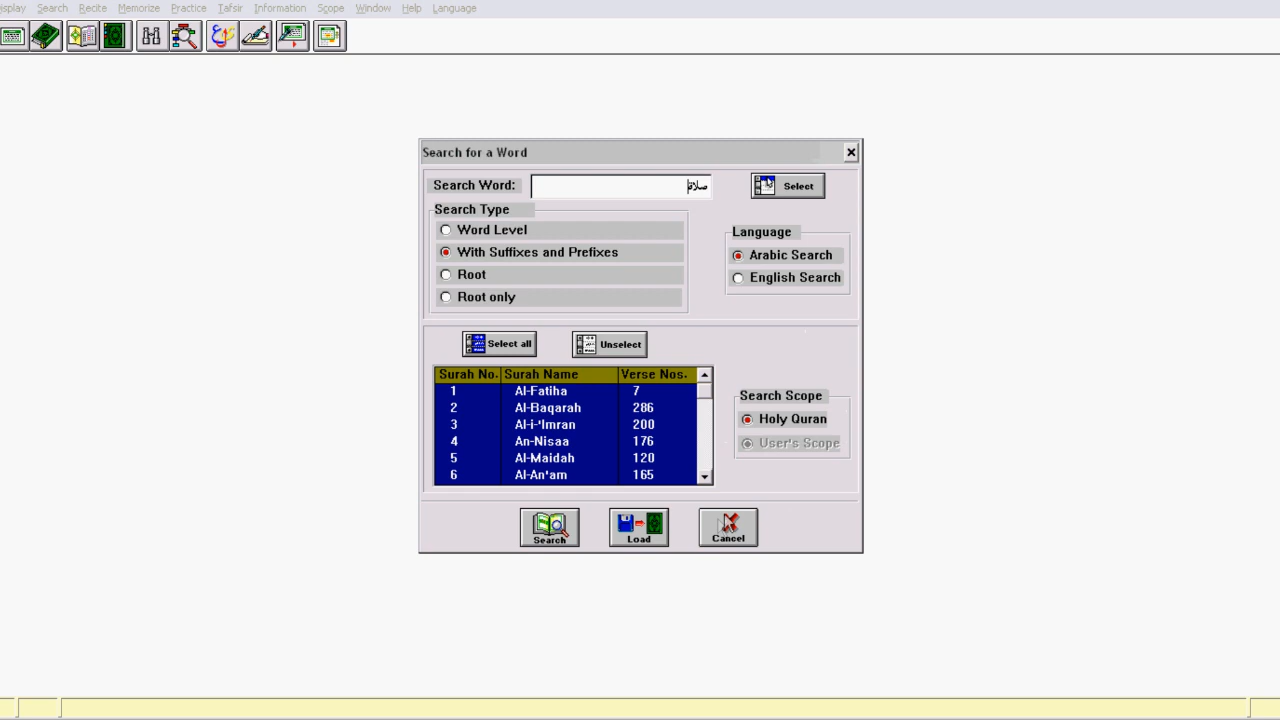 isplay Search Recite Memorize Practice Tafsir Information Scope Window Help Language
Search for a Word
Search Word: صلاة Select
Search Type
Word Level
With Suffixes and Prefixes
Root
Root only
Language
Arabic Search
English Search
Select all Unselect
Surah No. Surah Name Verse Nos.
1 Al-Fatiha 7
2 Al-Baqarah 286
3 Al-i-'Imran 200
4 An-Nisaa 176
5 Al-Maidah 120
6 Al-An'am 165
Search Scope
Holy Quran
User's Scope
Search Load Cancel